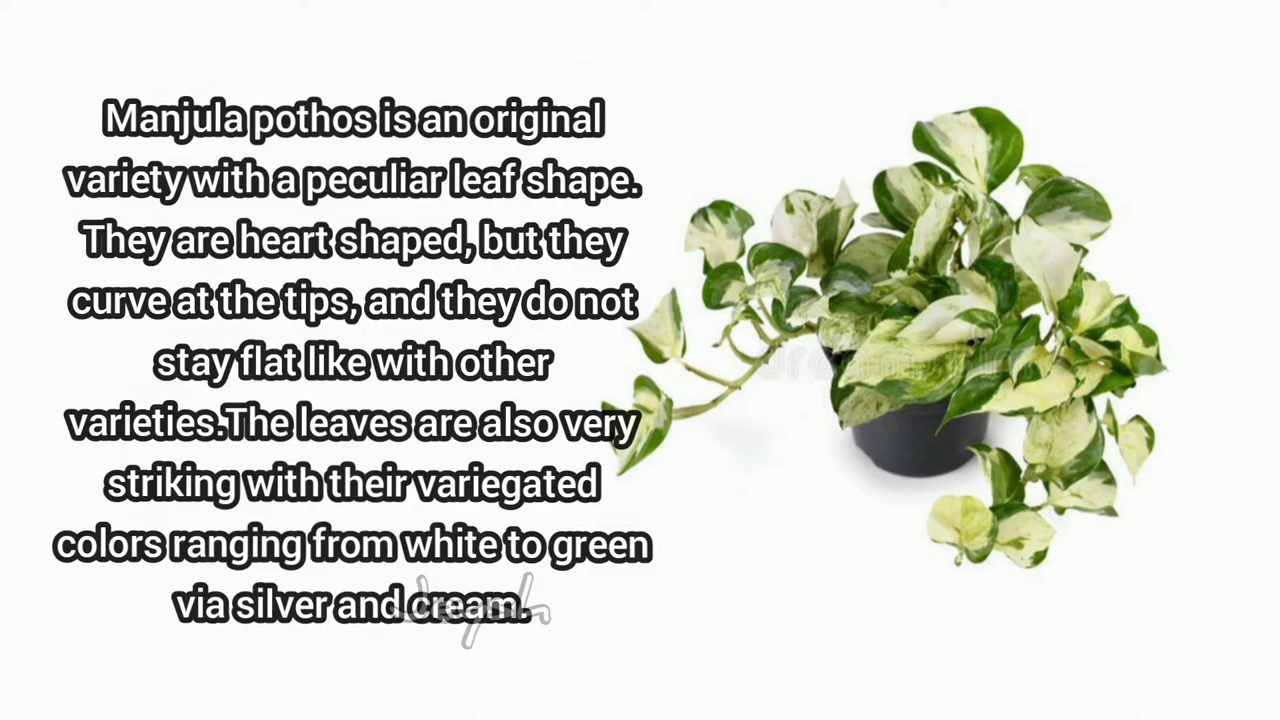 Manjula pothos is an original
variety with a peculiar leaf shape.
They are heart shaped, but they
curve at the tips, and they do not
stay flat like with other
varieties.The leaves are also very
striking with their variegated
colors ranging from white to green
via silver and cream.